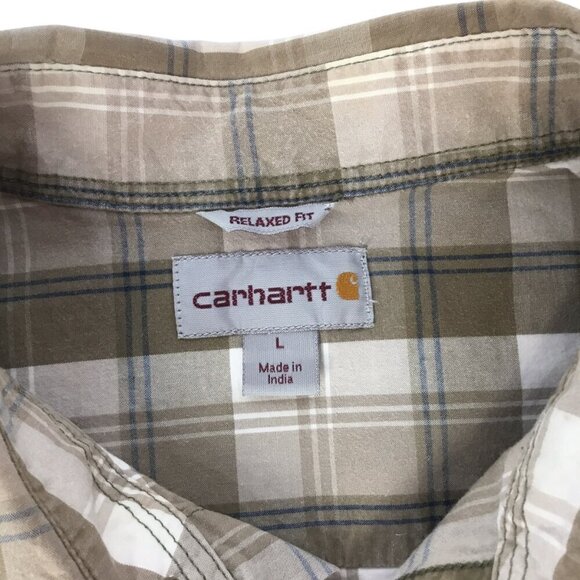 RELAXED FIT
carhartt
L
Made in
India